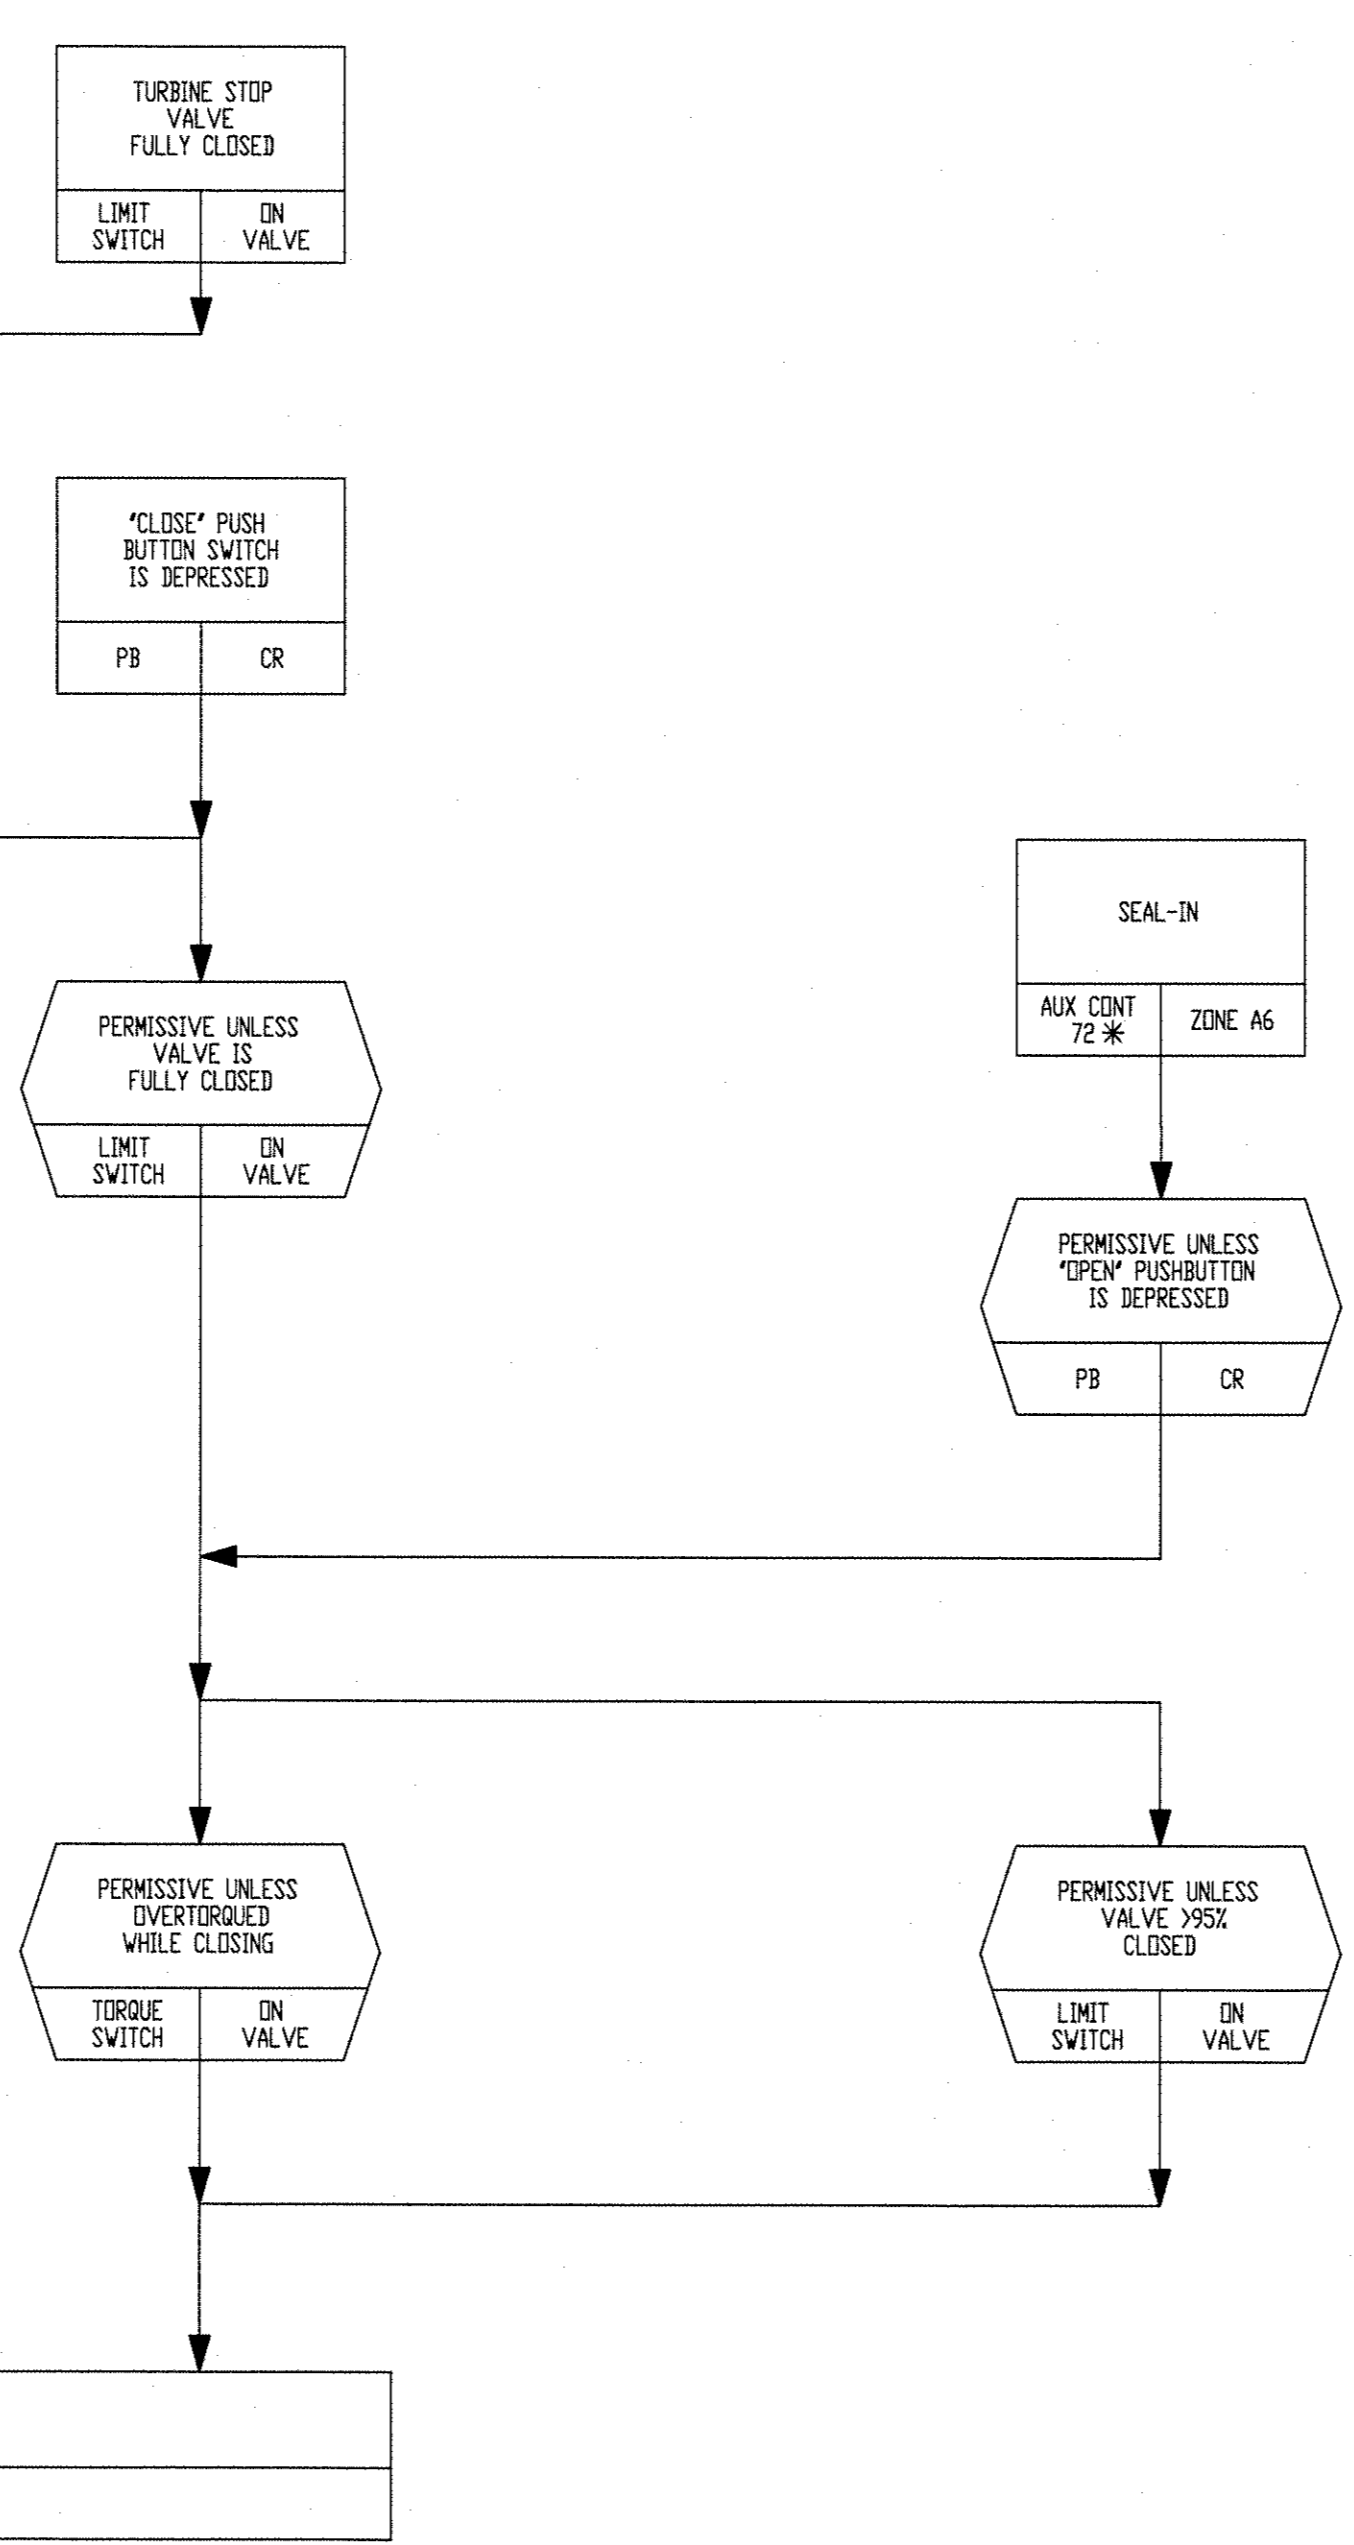 TURBINE STOP
VALVE
FULLY CLOSED
LIMIT
SWITCH
ON
VALVE
"CLOSE" PUSH
BUTTON SWITCH
IS DEPRESSED
PB
CR
SEAL-IN
AUX CONT
72 *
ZONE A6
PERMISSIVE UNLESS
VALVE IS
FULLY CLOSED
LIMIT
SWITCH
ON
VALVE
PERMISSIVE UNLESS
"OPEN" PUSHBUTTON
IS DEPRESSED
PB
CR
PERMISSIVE UNLESS
OVERTORQUED
WHILE CLOSING
TORQUE
SWITCH
ON
VALVE
PERMISSIVE UNLESS
VALVE >95%
CLOSED
LIMIT
SWITCH
ON
VALVE